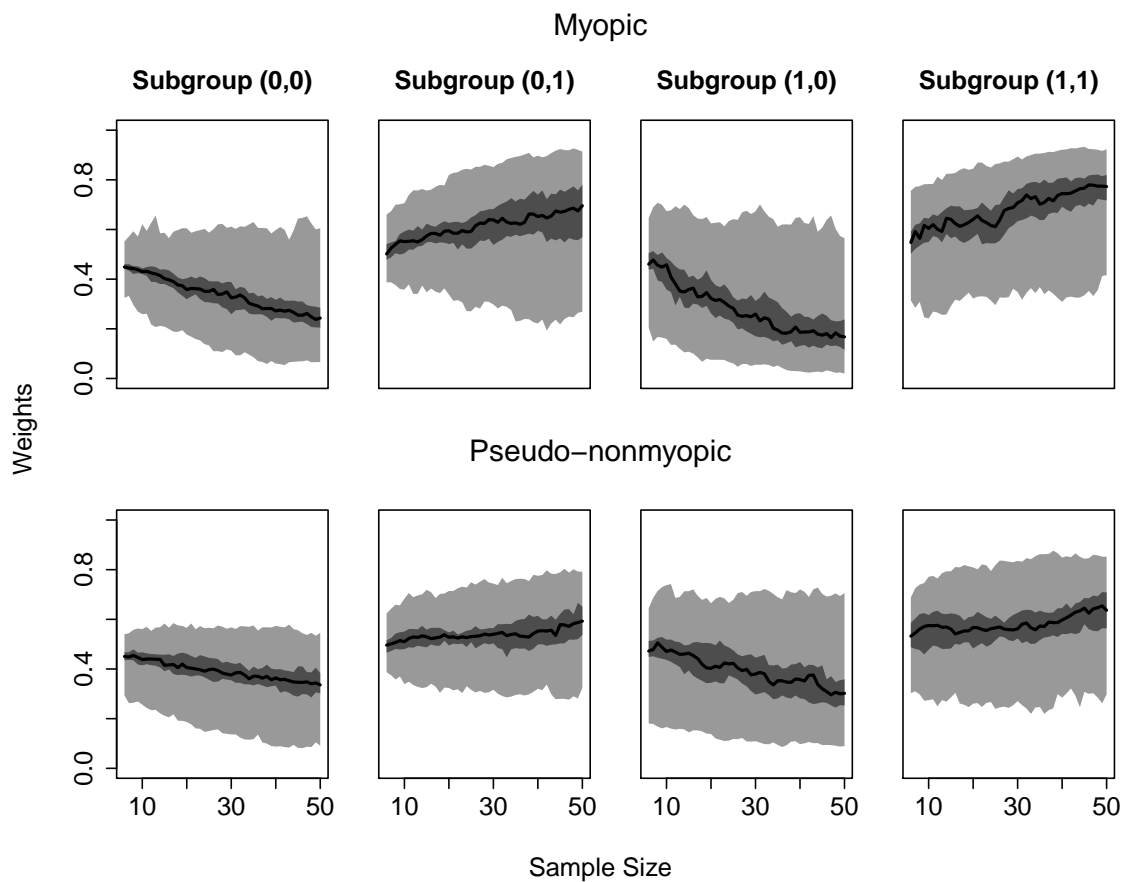 Myopic
Subgroup (0,0) Subgroup (0,1) Subgroup (1,0) Subgroup (1,1)
0.8
0.4
0.0
Weights
Pseudo−nonmyopic
0.8
0.4
0.0
10 30 50 10 30 50 10 30 50 10 30 50
Sample Size